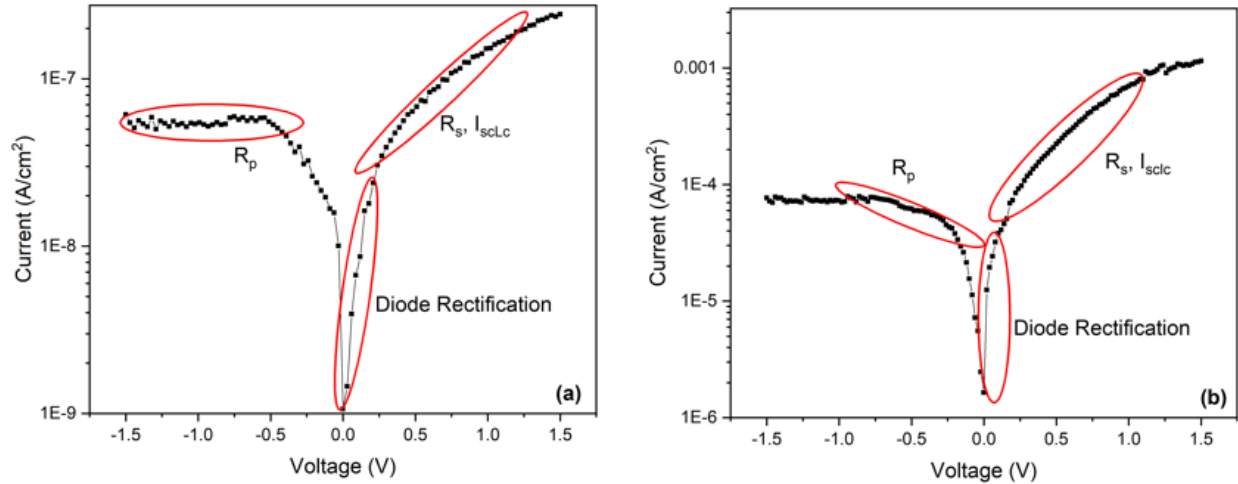 1E-7
1E-8
1E-9
Current (A/cm²)
Rₚ
Rₛ, IscLc
Diode Rectification
(a)
-1.5 -1.0 -0.5 0.0 0.5 1.0 1.5
Voltage (V)
0.001
1E-4
1E-5
1E-6
Current (A/cm²)
Rₚ
Rₛ, Isclc
Diode Rectification
(b)
-1.5 -1.0 -0.5 0.0 0.5 1.0 1.5
Voltage (V)